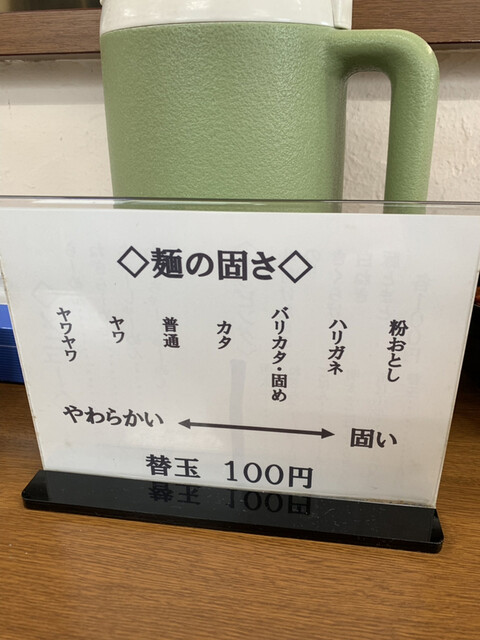 ◇麺の固さ◇
ヤワヤワ
ヤワ
普通
カタ
バリカタ・固め
ハリガネ
粉おとし
やわらかい
固い
替玉 100円